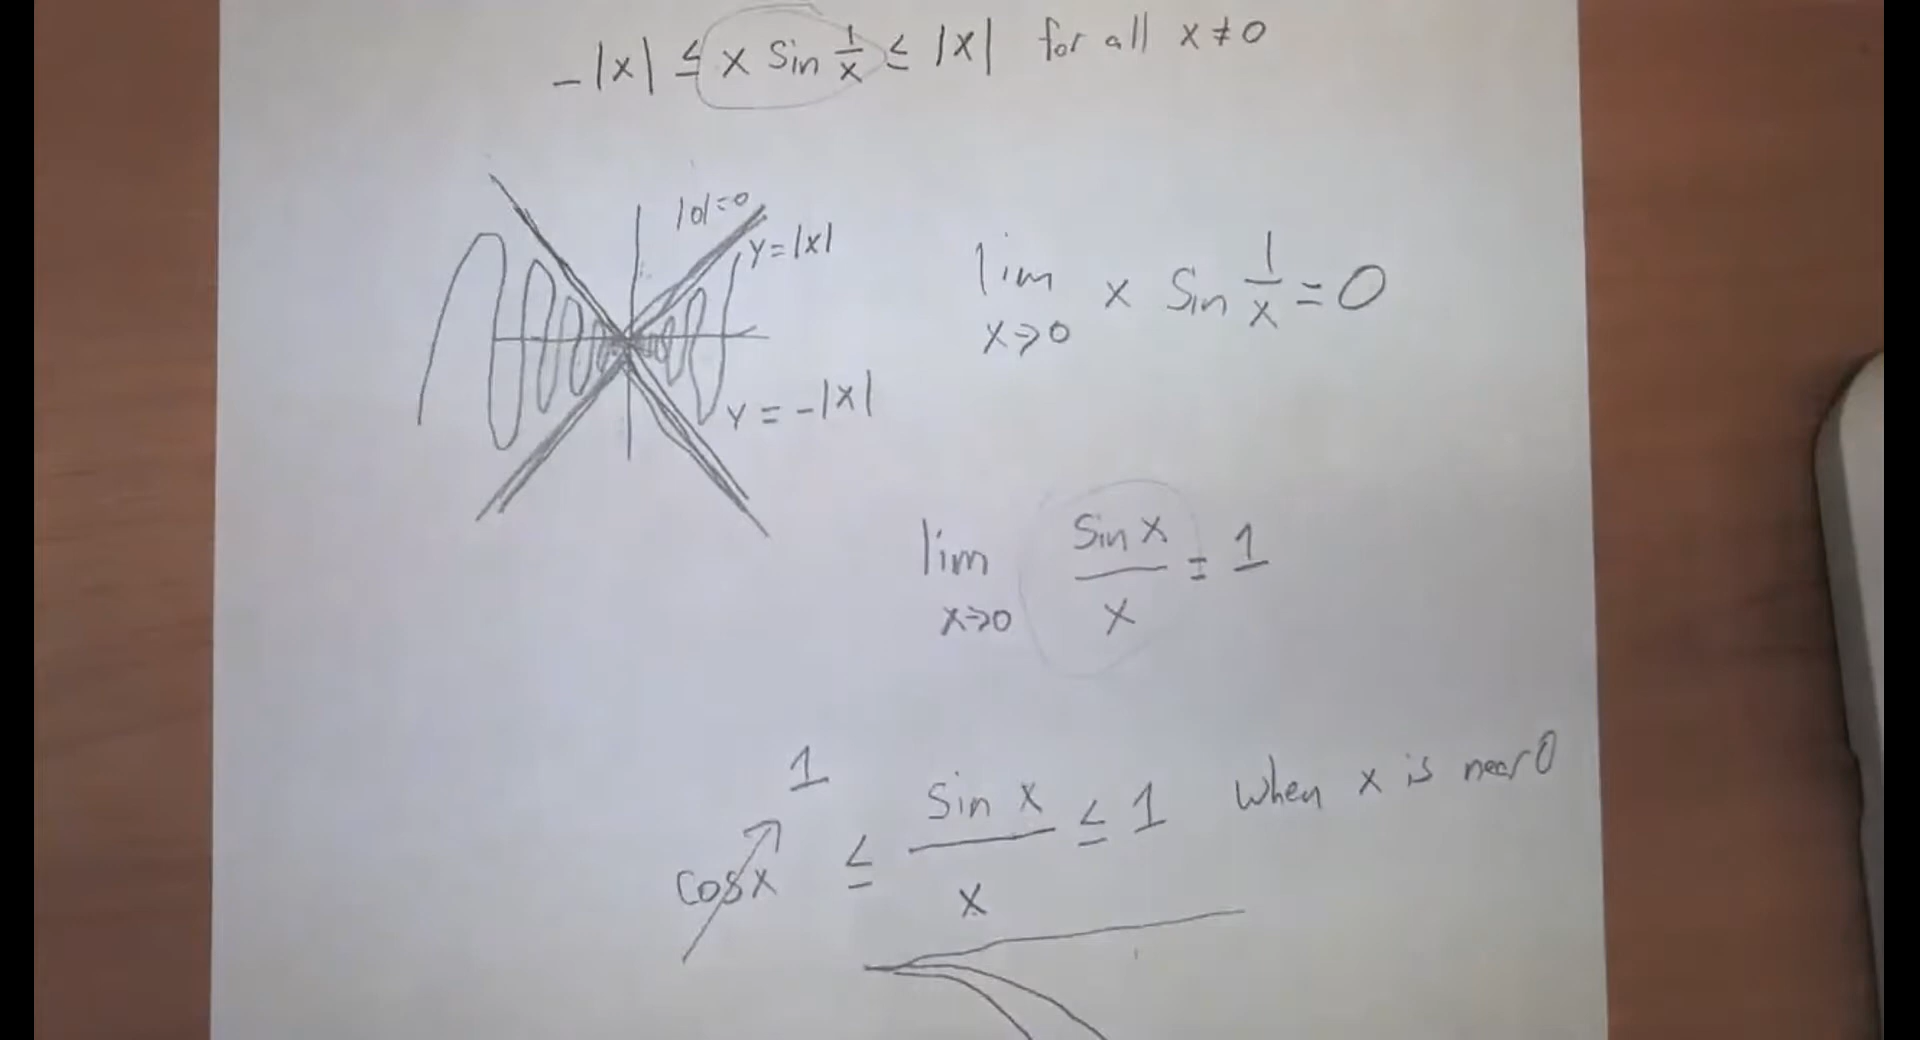 -|x| ≤ x Sin 1/x ≤ |x| for all x ≠ 0
|0|=0
y=|x|
y = -|x|
lim x→0 x Sin 1/x = 0
lim x→0 Sin x / x = 1
1
cosx ≤ Sin x / x ≤ 1 when x is near 0